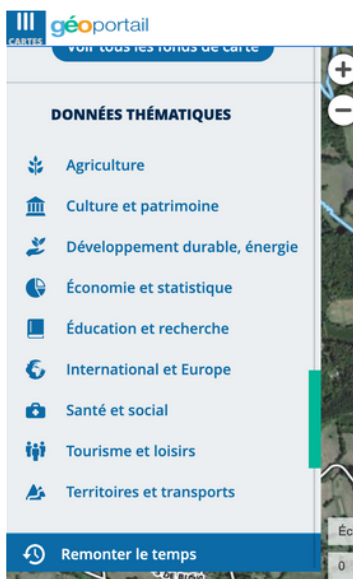 géoportail
CARTES
Voir tous les fonds de carte
DONNÉES THÉMATIQUES
Agriculture
Culture et patrimoine
Développement durable, énergie
Économie et statistique
Éducation et recherche
International et Europe
Santé et social
Tourisme et loisirs
Territoires et transports
Éc
Remonter le temps
0